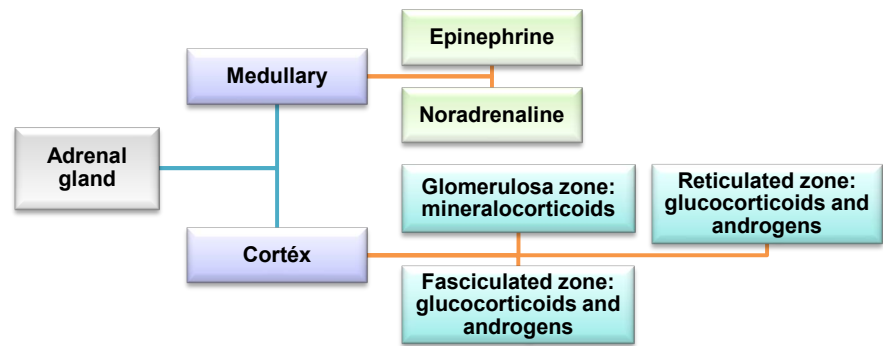 Adrenal
gland
Medullary
Epinephrine
Noradrenaline
Cortéx
Glomerulosa zone:
mineralocorticoids
Reticulated zone:
glucocorticoids and
androgens
Fasciculated zone:
glucocorticoids and
androgens